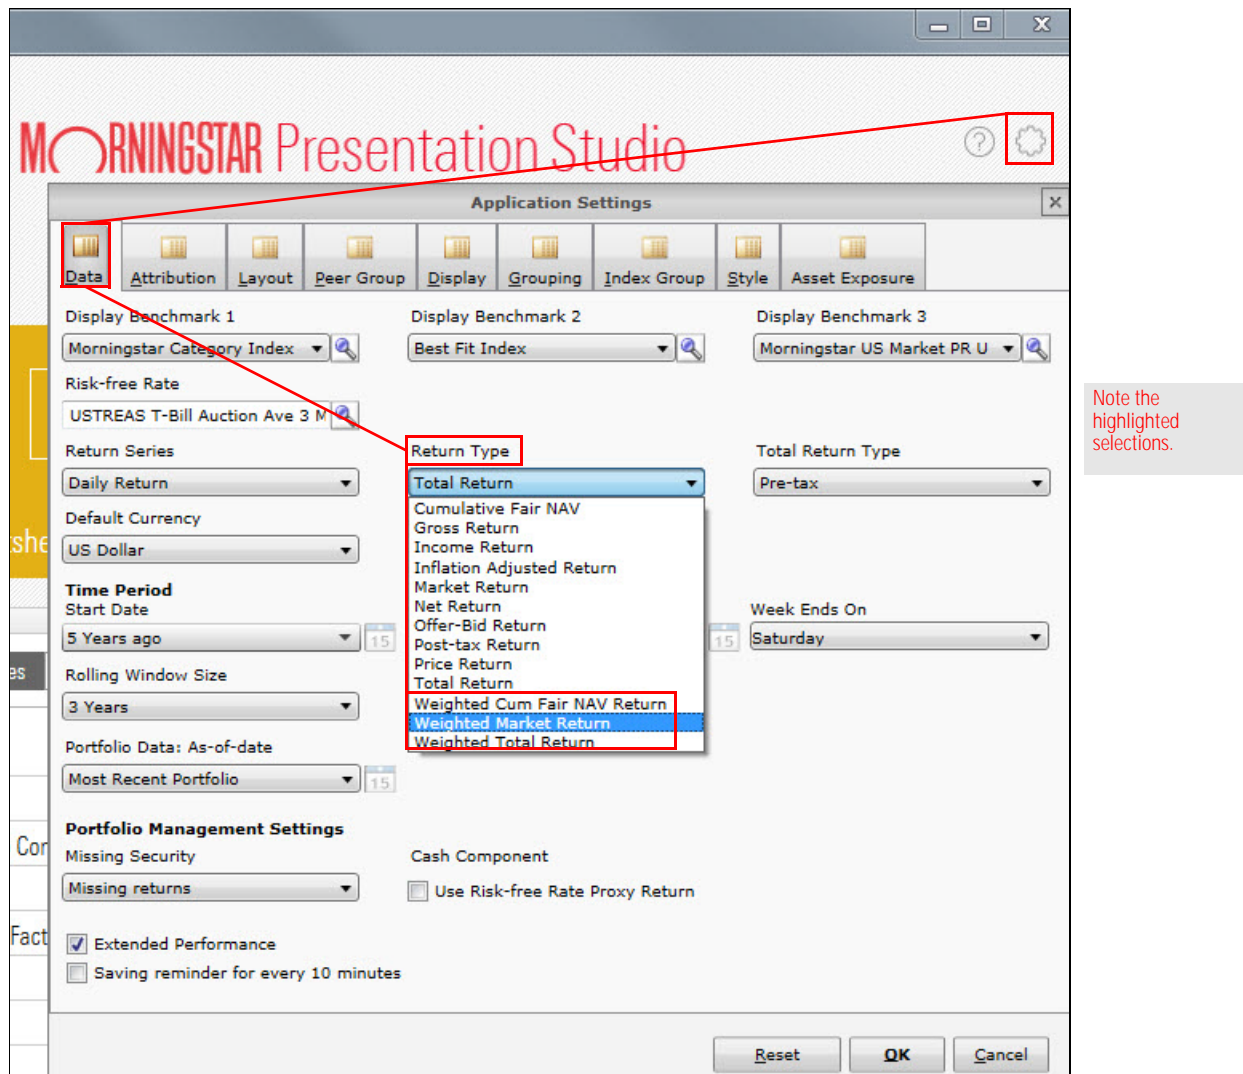 MORNINGSTAR Presentation Studio
?
Application Settings
Data Attribution Layout Peer Group Display Grouping Index Group Style Asset Exposure
Display Benchmark 1 Display Benchmark 2 Display Benchmark 3
Morningstar Category Index Best Fit Index Morningstar US Market PR U
Risk-free Rate
USTREAS T-Bill Auction Ave 3 M
Note the
highlighted
selections.
Return Series Return Type Total Return Type
Daily Return Total Return Pre-tax
Cumulative Fair NAV
Default Currency
Gross Return
US Dollar
Income Return
Inflation Adjusted Return
Market Return
Time Period
Net Return
Start Date Week Ends On
Offer-Bid Return
5 Years ago 15 15 Saturday
Post-tax Return
Price Return
Rolling Window Size
Total Return
3 Years
Weighted Cum Fair NAV Return
Weighted Market Return
Weighted Total Return
Portfolio Data: As-of-date
Most Recent Portfolio 15
Portfolio Management Settings
Missing Security Cash Component
Missing returns Use Risk-free Rate Proxy Return
Extended Performance
Saving reminder for every 10 minutes
Reset OK Cancel
she
es
Cor
Fact